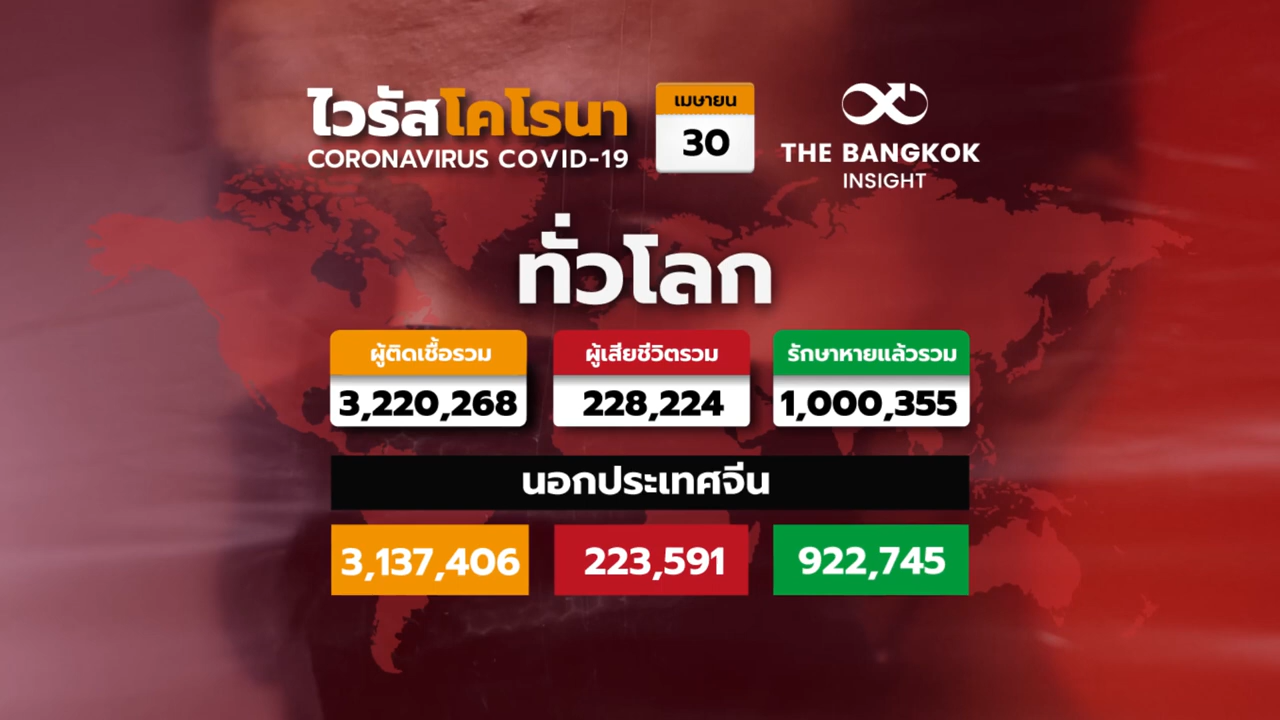 ไวรัสโคโรนา
CORONAVIRUS COVID-19
เมษายน
30
THE BANGKOK
INSIGHT
ทั่วโลก
ผู้ติดเชื้อรวม
3,220,268
ผู้เสียชีวิตรวม
228,224
รักษาหายแล้วรวม
1,000,355
นอกประเทศจีน
3,137,406
223,591
922,745